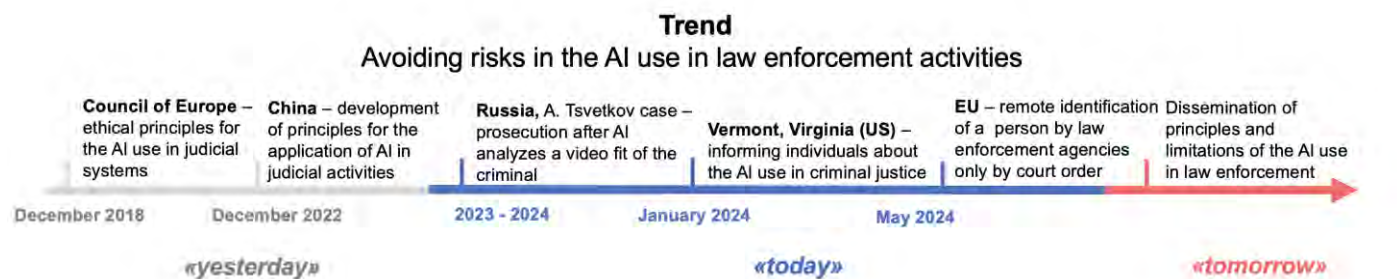 Trend
Avoiding risks in the AI use in law enforcement activities
Council of Europe –
ethical principles for
the AI use in judicial
systems
China – development
of principles for the
application of AI in
judicial activities
Russia, A. Tsvetkov case –
prosecution after AI
analyzes a video fit of the
criminal
Vermont, Virginia (US) –
informing individuals about
the AI use in criminal justice
EU – remote identification
of a person by law
enforcement agencies
only by court order
Dissemination of
principles and
limitations of the AI use
in law enforcement
December 2018
December 2022
2023 - 2024
January 2024
May 2024
«yesterday»
«today»
«tomorrow»